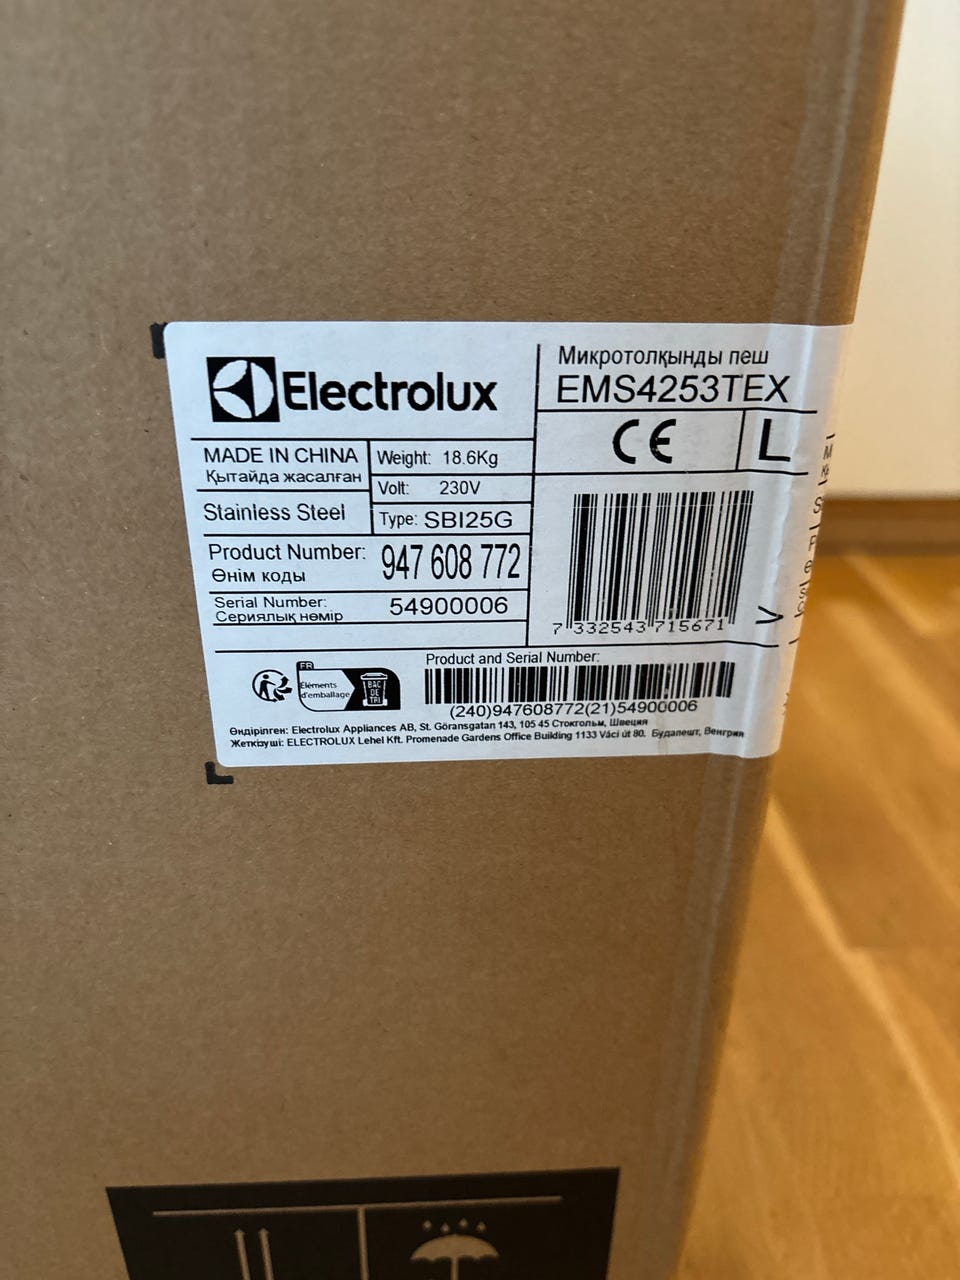 Electrolux
Микротолқынды пеш
EMS4253TEX
MADE IN CHINA
Қытайда жасалған
Weight: 18.6Kg
CE
L
Volt: 230V
Stainless Steel
Type: SBI25G
Product Number:
Өнім коды
947 608 772
Serial Number:
Сериялық нөмір
54900006
7 332543 715671
>
FR
Éléments
d'emballage
BAC
DE
TRI
Product and Serial Number:
(240)947608772(21)54900006
Өндіріпген: Electrolux Appliances AB, St. Göransgatan 143, 105 45 Стокгольм, Швеция
Жеткізуші: ELECTROLUX Lehel Kft. Promenade Gardens Office Building 1133 Váci út 80. Будапешт, Венгрия